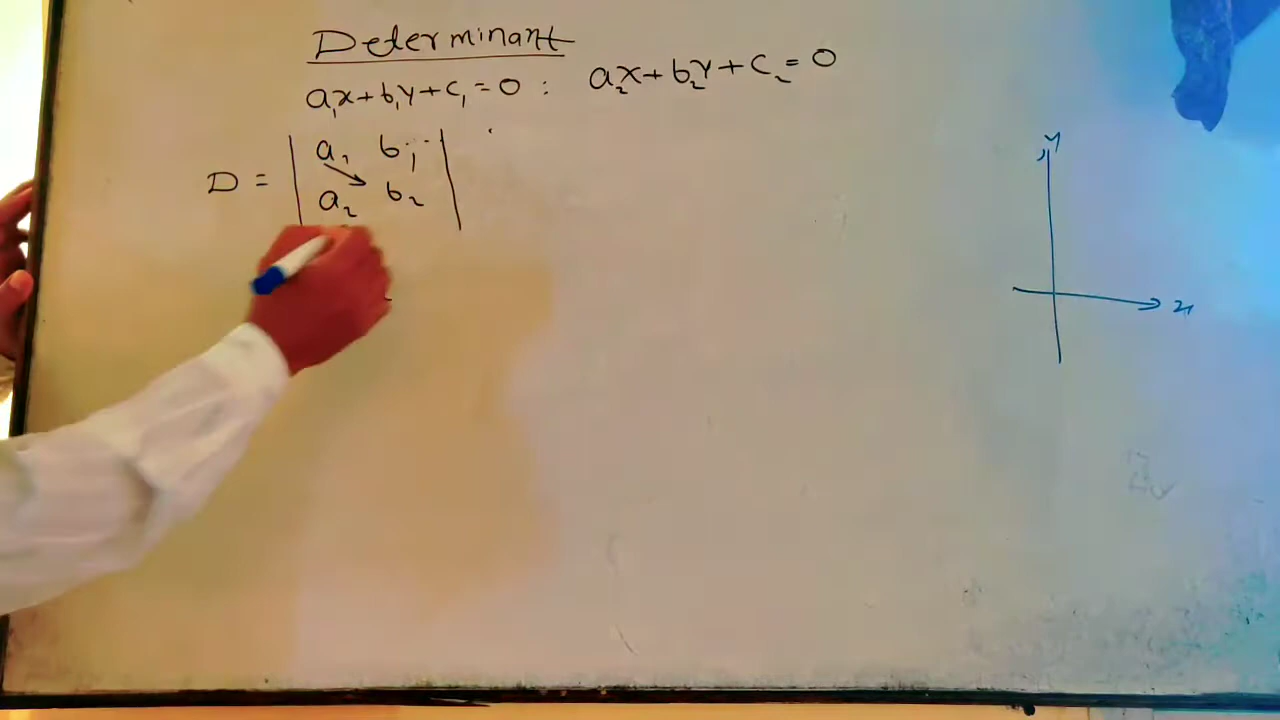 Determinant
a₁x+b₁y+c₁=0 : a₂x+b₂y+c₂=0
D = | a₁ b₁ |
| a₂ b₂ |
y
x